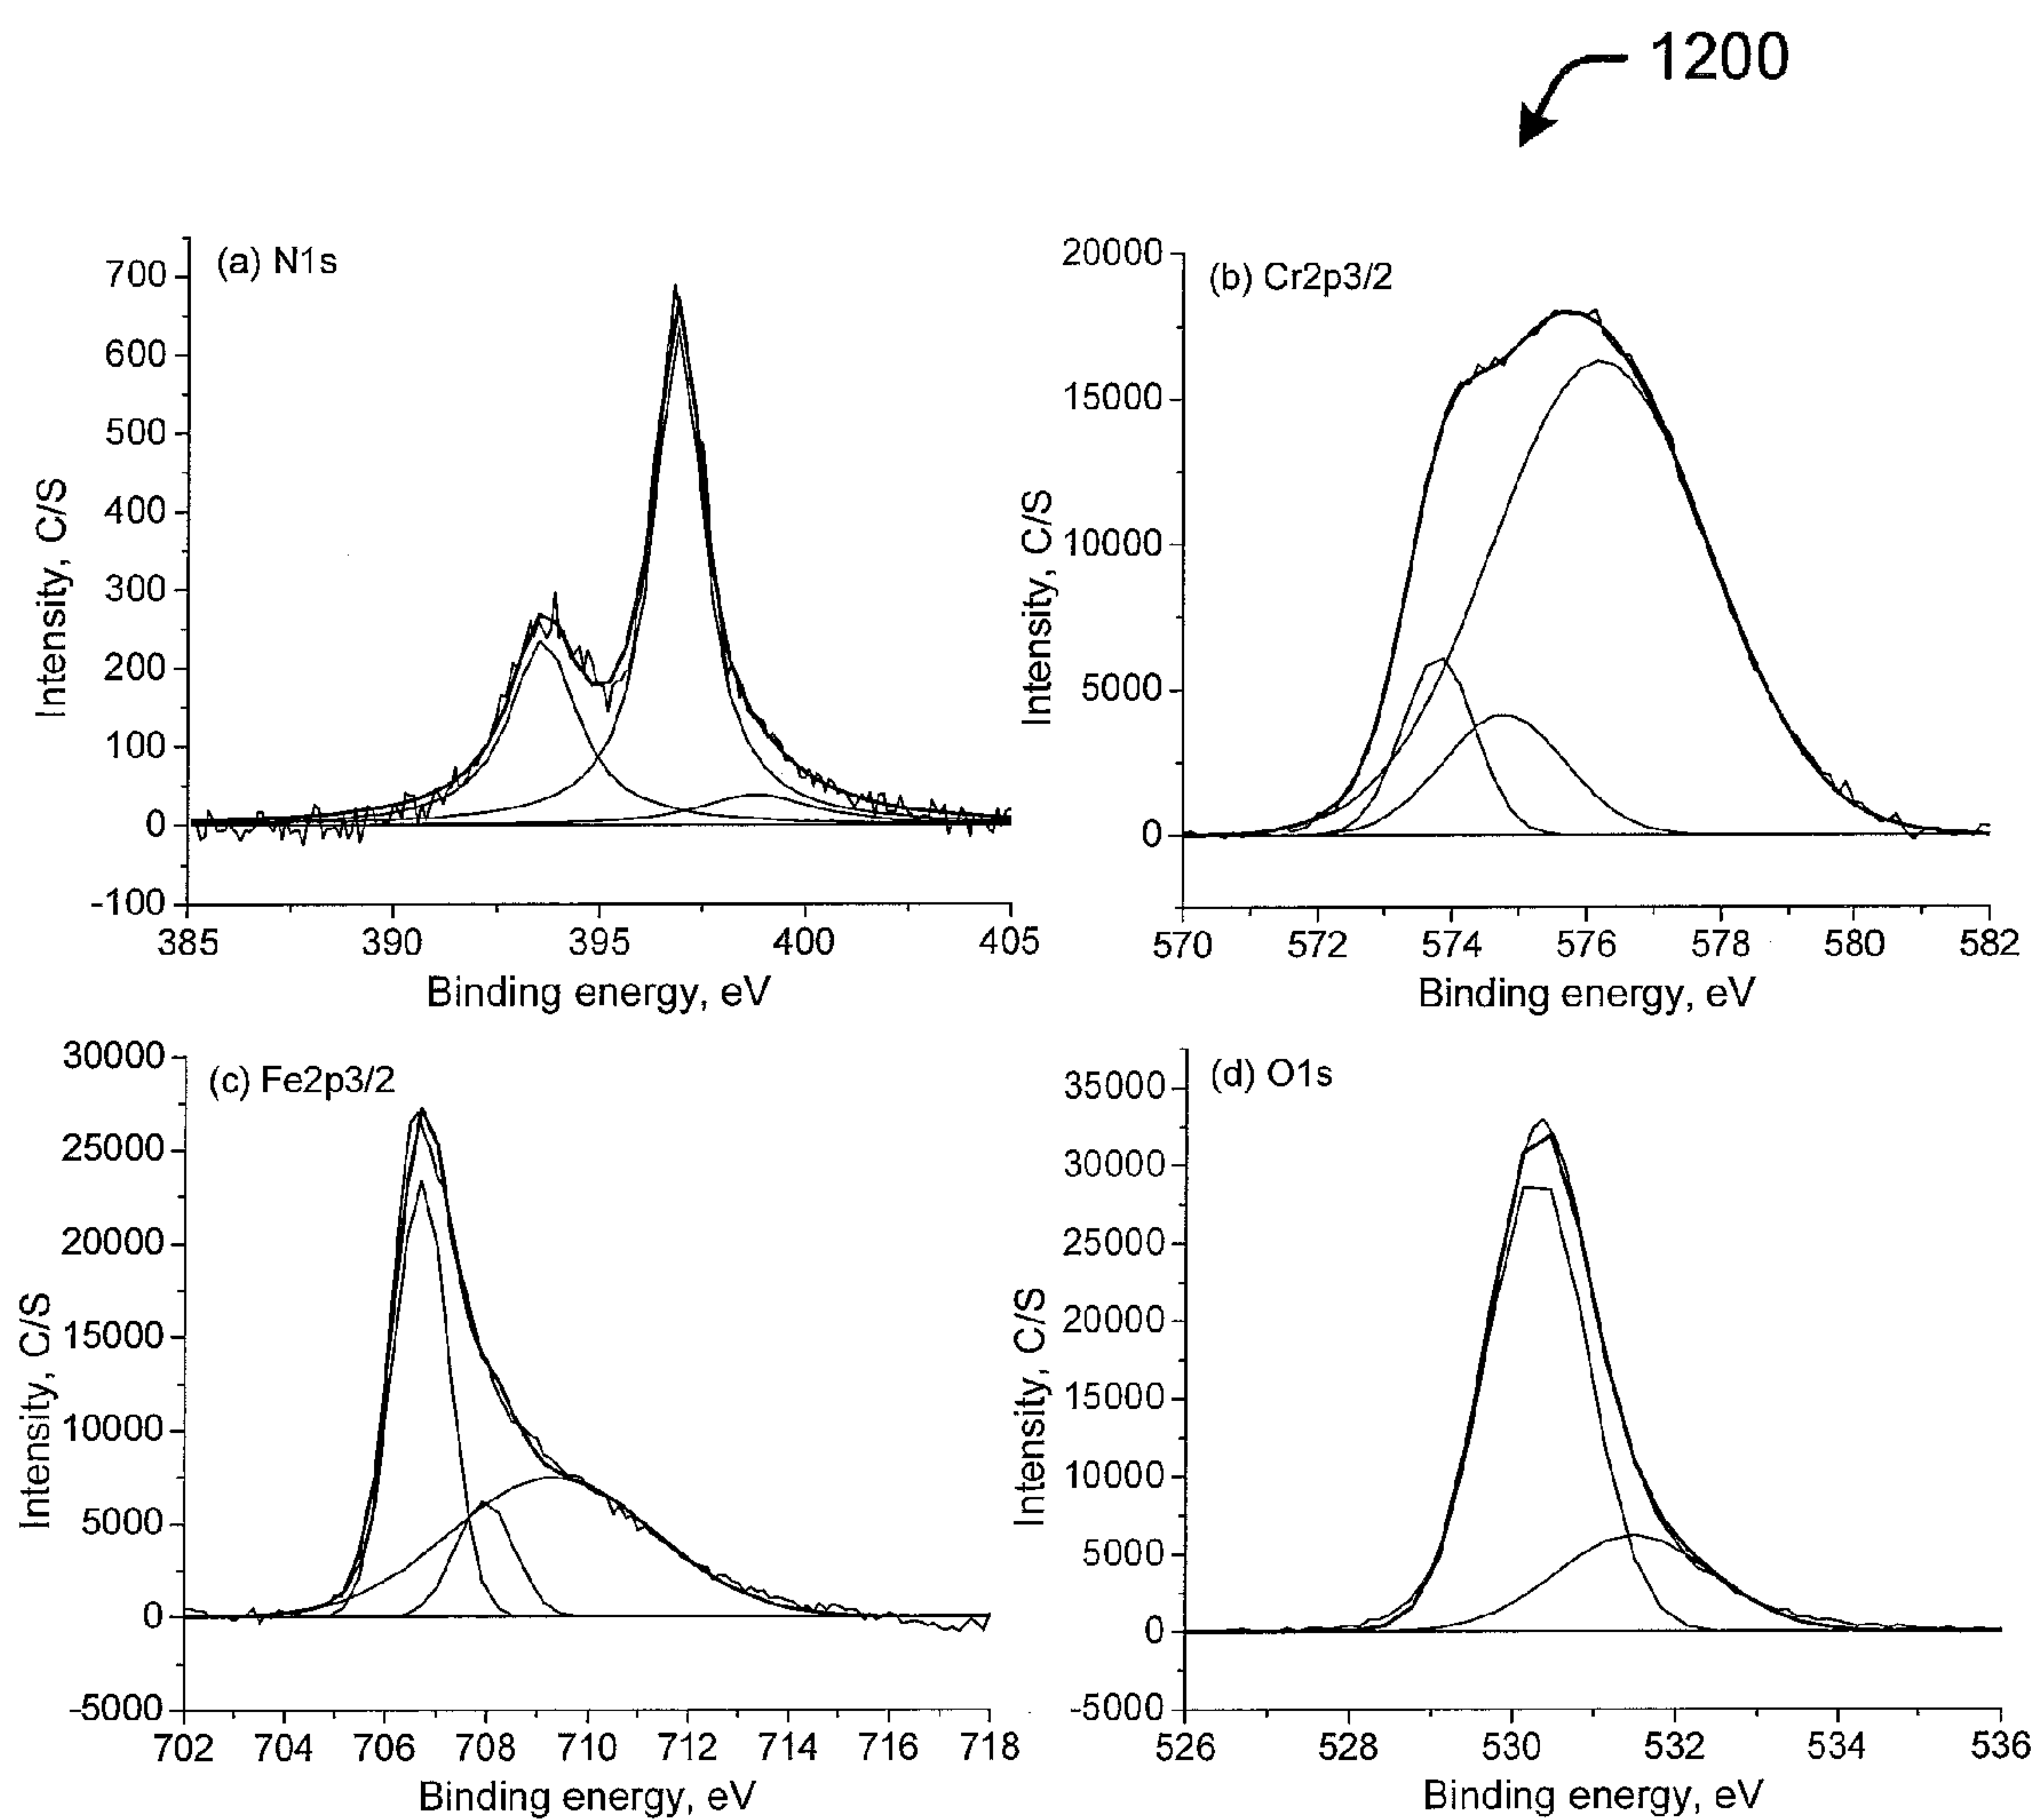 1200
(a) N1s
700
600
500
400
300
200
100
0
-100
Intensity, C/S
385 390 395 400 405
Binding energy, eV
(b) Cr2p3/2
20000
15000
10000
5000
0
Intensity, C/S
570 572 574 576 578 580 582
Binding energy, eV
(c) Fe2p3/2
30000
25000
20000
15000
10000
5000
0
-5000
Intensity, C/S
702 704 706 708 710 712 714 716 718
Binding energy, eV
(d) O1s
35000
30000
25000
20000
15000
10000
5000
0
-5000
Intensity, C/S
526 528 530 532 534 536
Binding energy, eV